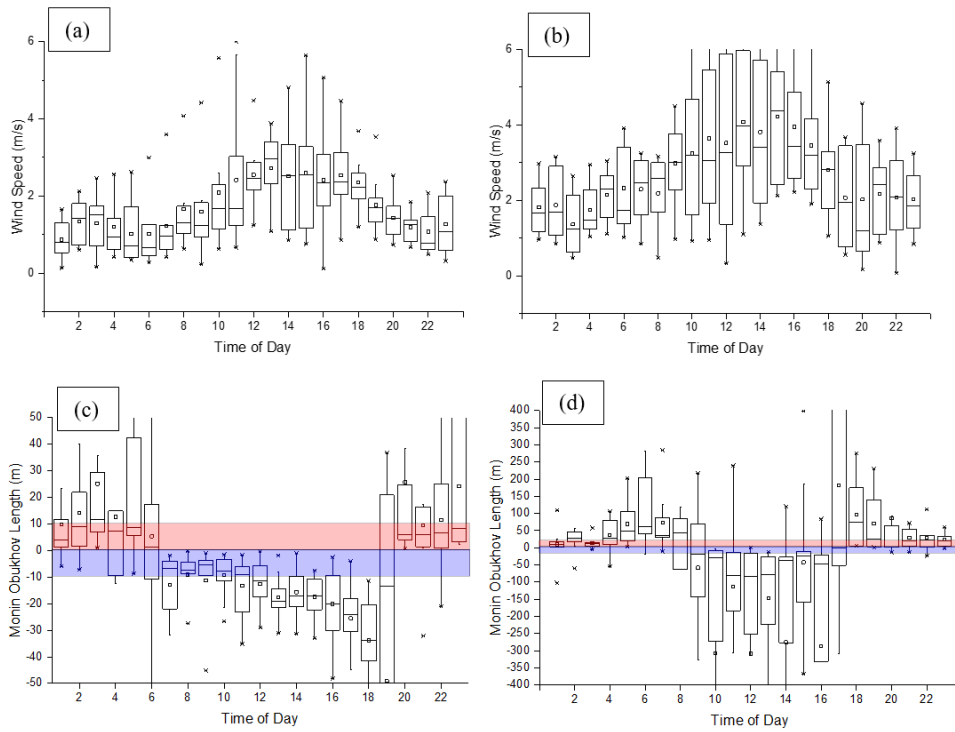 (a)
(b)
Wind Speed (m/s)
6
4
2
0
2 4 6 8 10 12 14 16 18 20 22
Time of Day
Wind Speed (m/s)
6
4
2
0
2 4 6 8 10 12 14 16 18 20 22
Time of Day
(c)
(d)
Monin Obukhov Length (m)
50
40
30
20
10
0
-10
-20
-30
-40
-50
2 4 6 8 10 12 14 16 18 20 22
Time of Day
Monin Obukhov Length (m)
400
350
300
250
200
150
100
50
0
-50
-100
-150
-200
-250
-300
-350
-400
2 4 6 8 10 12 14 16 18 20 22
Time of Day